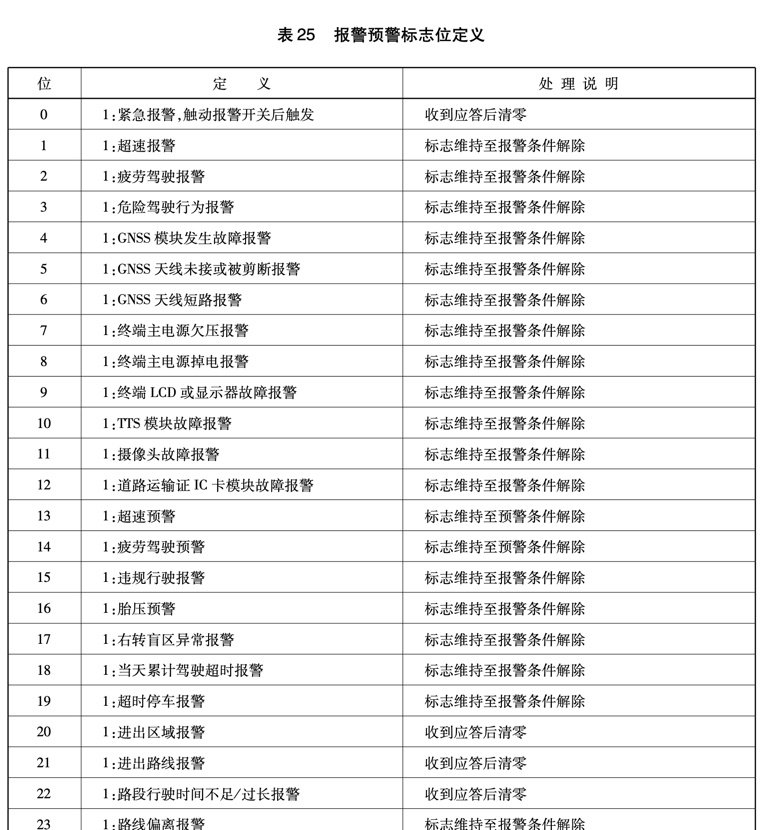 表 25 报警预警标志位定义
位 定 义 处 理 说 明
0 1:紧急报警,触动报警开关后触发 收到应答后清零
1 1:超速报警 标志维持至报警条件解除
2 1:疲劳驾驶报警 标志维持至报警条件解除
3 1:危险驾驶行为报警 标志维持至报警条件解除
4 1:GNSS 模块发生故障报警 标志维持至报警条件解除
5 1:GNSS 天线未接或被剪断报警 标志维持至报警条件解除
6 1:GNSS 天线短路报警 标志维持至报警条件解除
7 1:终端主电源欠压报警 标志维持至报警条件解除
8 1:终端主电源掉电报警 标志维持至报警条件解除
9 1:终端 LCD 或显示器故障报警 标志维持至报警条件解除
10 1:TTS 模块故障报警 标志维持至报警条件解除
11 1:摄像头故障报警 标志维持至报警条件解除
12 1:道路运输证 IC 卡模块故障报警 标志维持至报警条件解除
13 1:超速预警 标志维持至预警条件解除
14 1:疲劳驾驶预警 标志维持至预警条件解除
15 1:违规行驶报警 标志维持至报警条件解除
16 1:胎压预警 标志维持至报警条件解除
17 1:右转盲区异常报警 标志维持至报警条件解除
18 1:当天累计驾驶超时报警 标志维持至报警条件解除
19 1:超时停车报警 标志维持至报警条件解除
20 1:进出区域报警 收到应答后清零
21 1:进出路线报警 收到应答后清零
22 1:路段行驶时间不足/过长报警 收到应答后清零
23 1:路线偏离报警 标志维持至报警条件解除